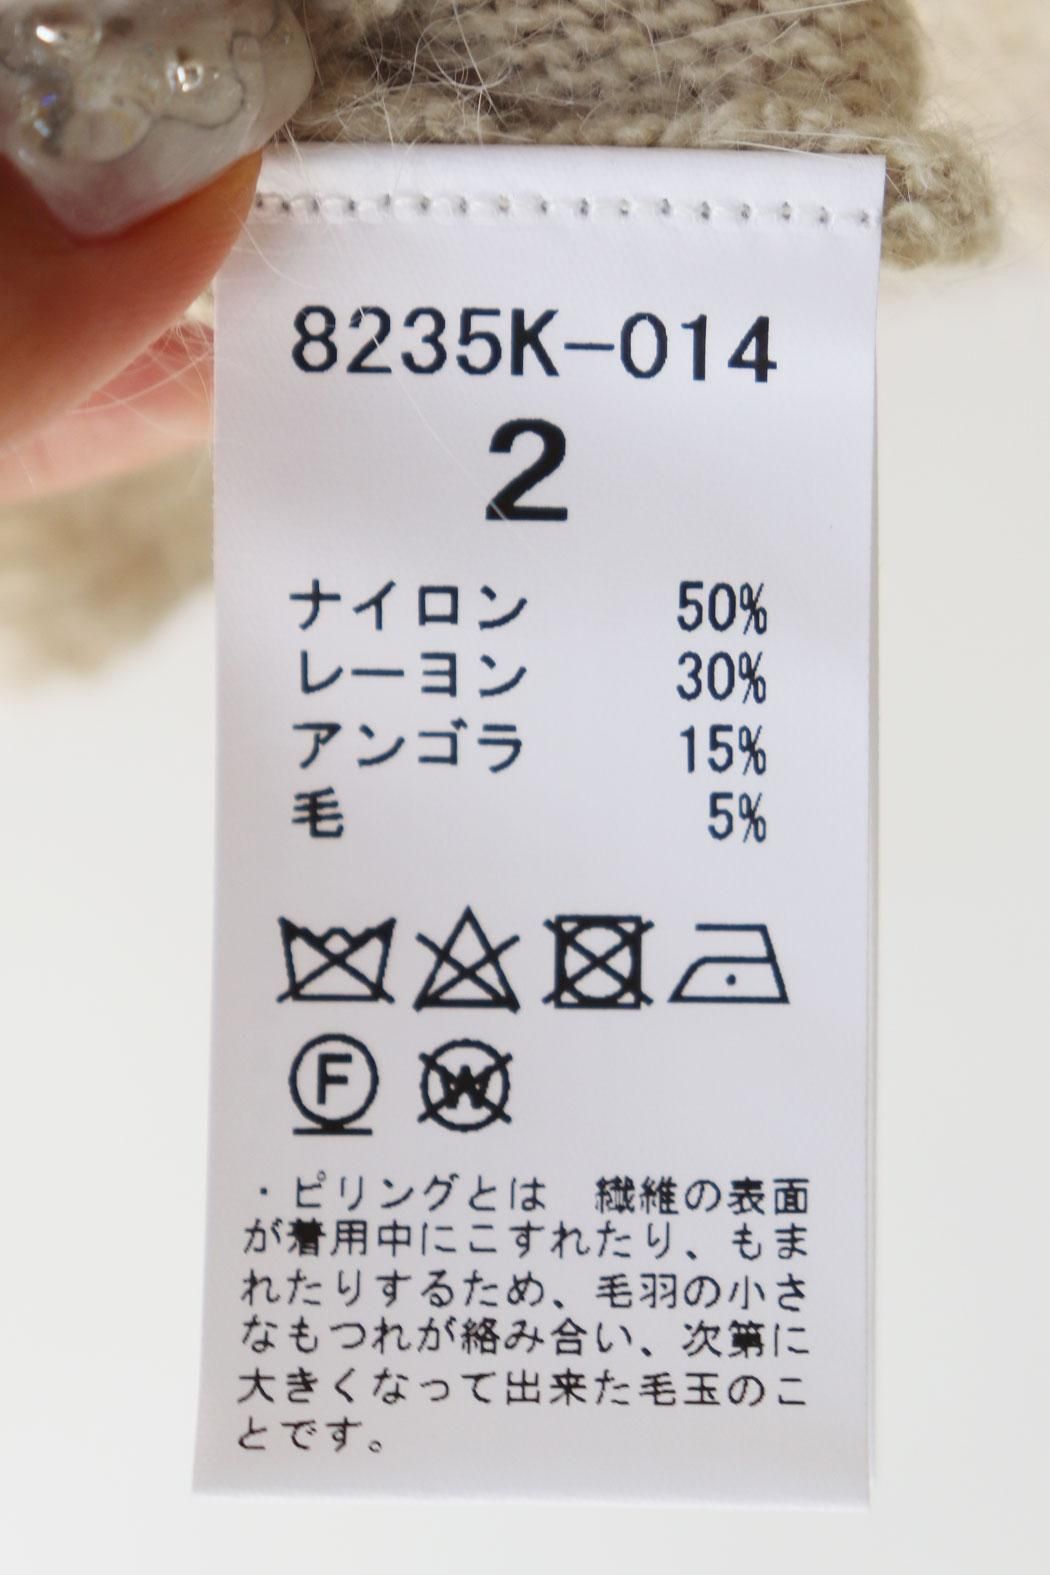 8235K-014
2
ナイロン 50%
レーヨン 30%
アンゴラ 15%
毛 5%
F W
・ピリングとは 繊維の表面
が着用中にこすれたり、もま
れたりするため、毛羽の小さ
なもつれが絡み合い、次第に
大きくなって出来た毛玉のこ
とです。